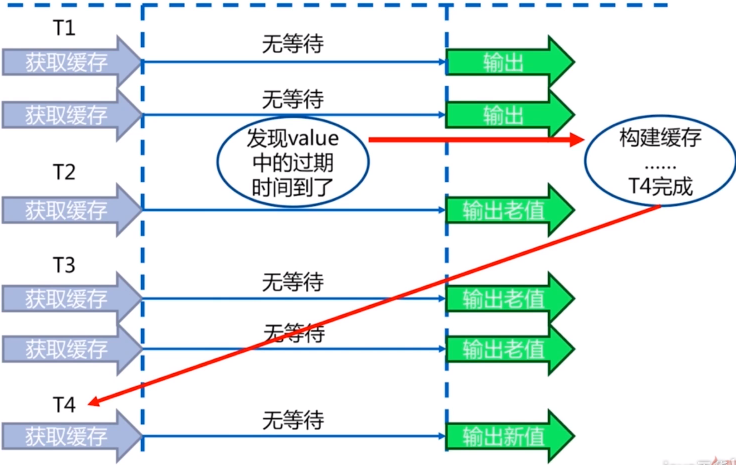 T1
获取缓存 无等待 输出
获取缓存 无等待 输出
发现value
中的过期
时间到了
构建缓存
......
T4完成
T2
获取缓存 输出老值
T3
获取缓存 无等待 输出老值
获取缓存 无等待 输出老值
T4
获取缓存 无等待 输出新值